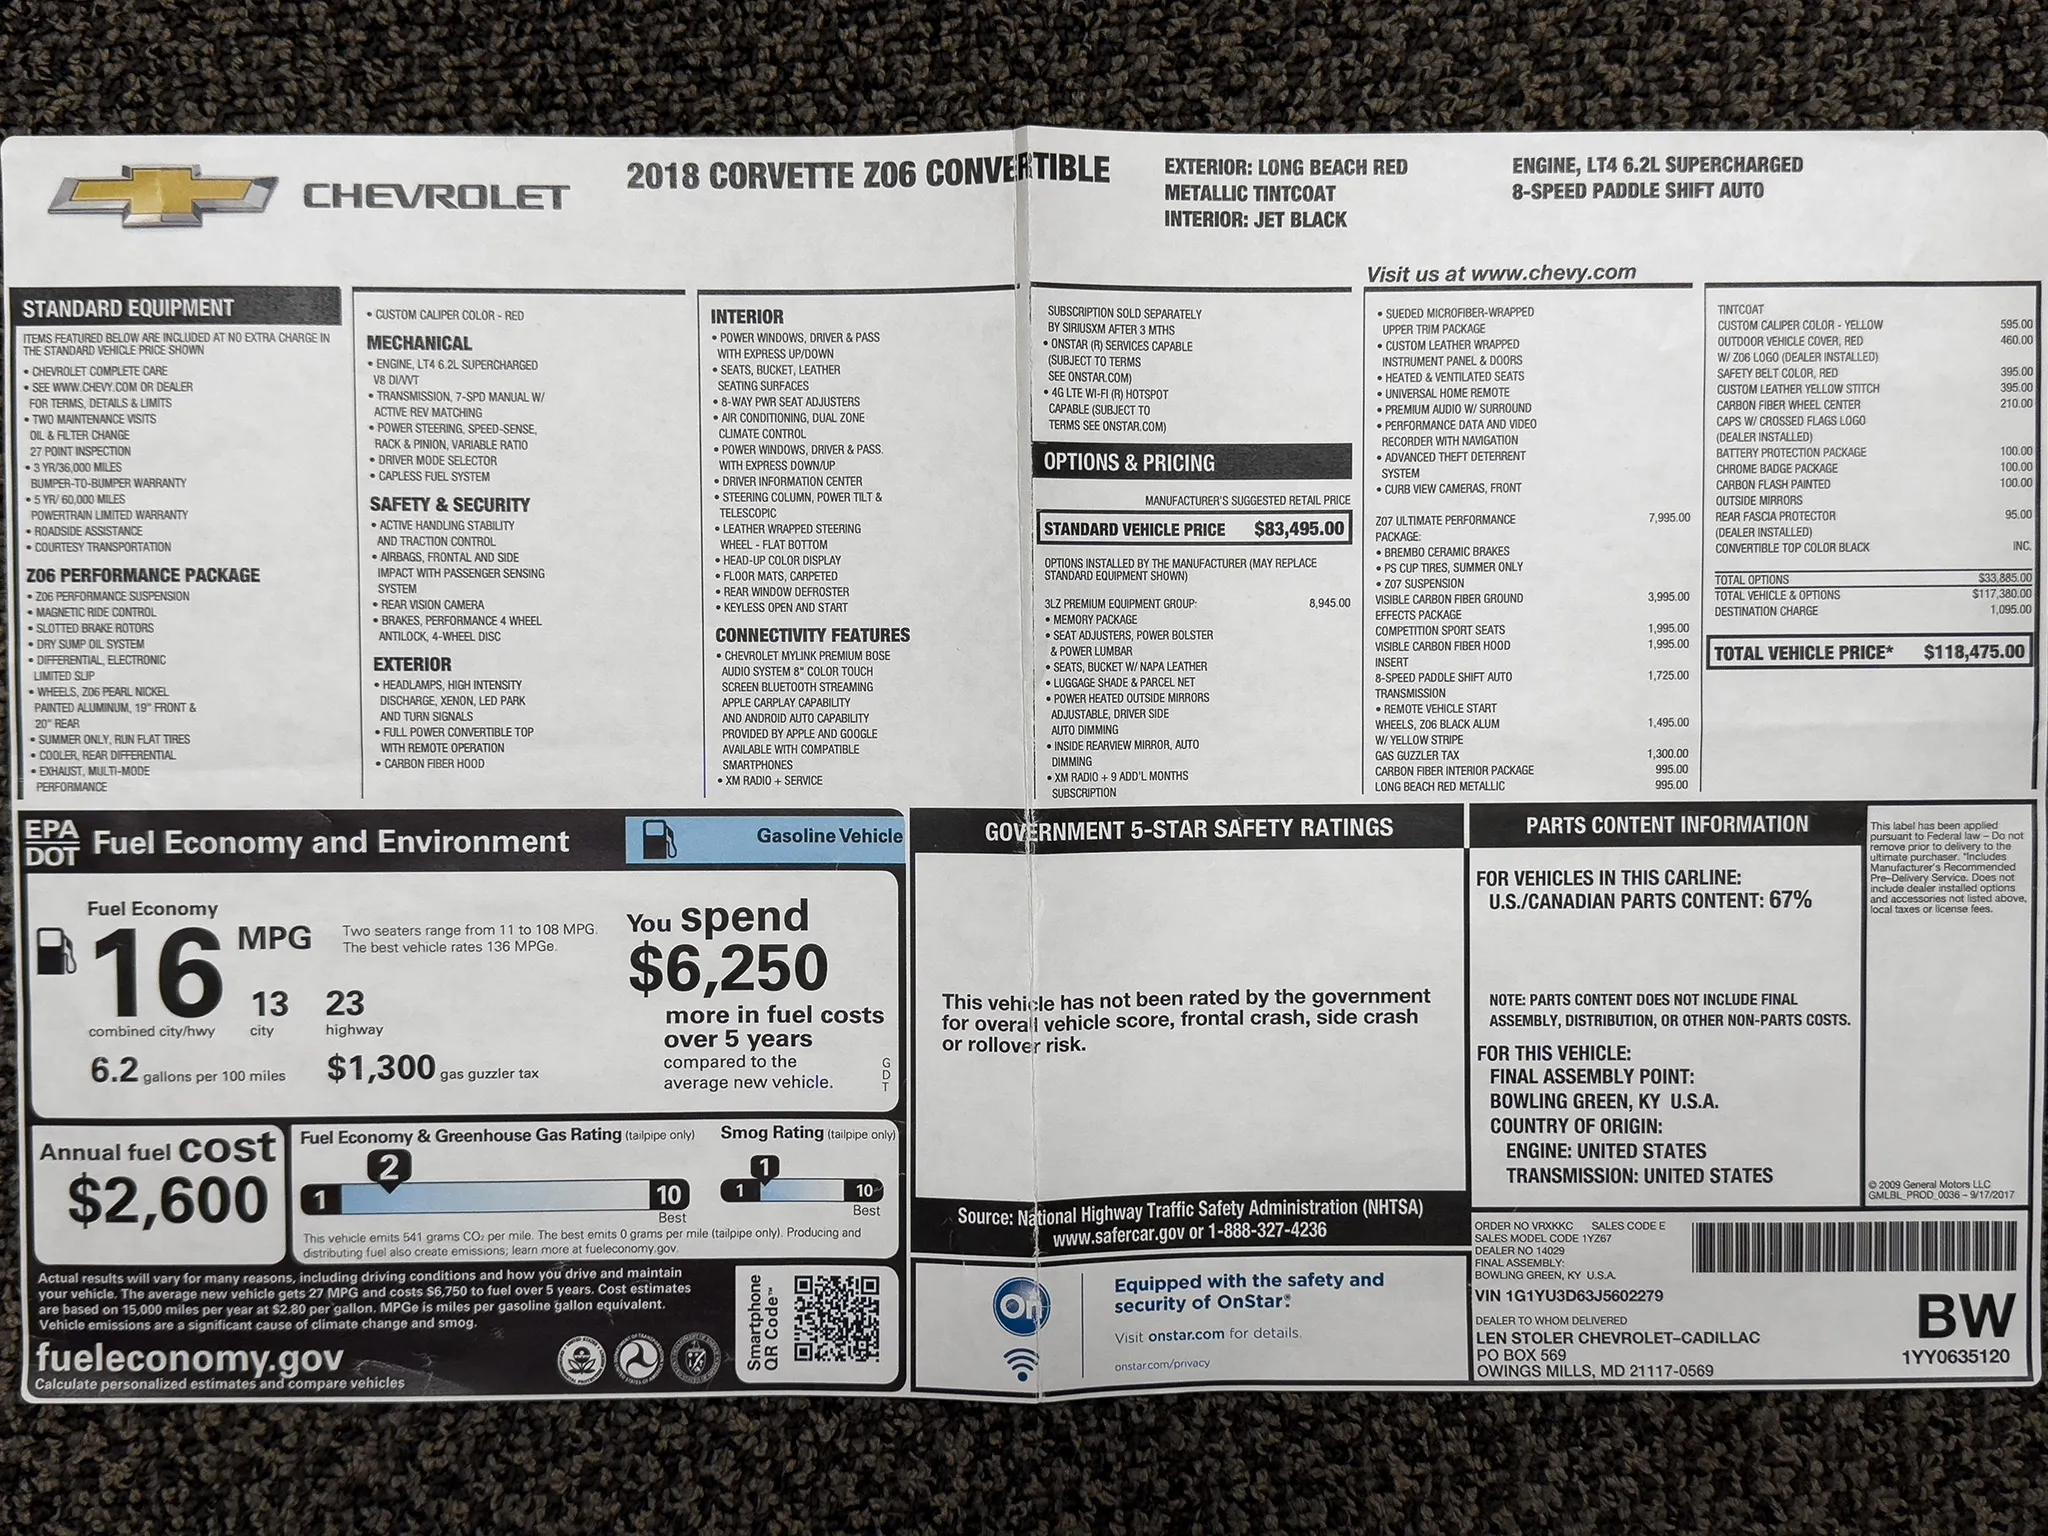 CHEVROLET
2018 CORVETTE Z06 CONVERTIBLE
EXTERIOR: LONG BEACH RED
METALLIC TINTCOAT
INTERIOR: JET BLACK
ENGINE, LT4 6.2L SUPERCHARGED
8-SPEED PADDLE SHIFT AUTO
Visit us at www.chevy.com
STANDARD EQUIPMENT
ITEMS FEATURED BELOW ARE INCLUDED AT NO EXTRA CHARGE IN
THE STANDARD VEHICLE PRICE SHOWN
• CHEVROLET COMPLETE CARE
• SEE WWW.CHEVY.COM OR DEALER
FOR TERMS, DETAILS & LIMITS
• TWO MAINTENANCE VISITS
OIL & FILTER CHANGE
27 POINT INSPECTION
• 3 YR/36,000 MILES
BUMPER-TO-BUMPER WARRANTY
• 5 YR/ 60,000 MILES
POWERTRAIN LIMITED WARRANTY
• ROADSIDE ASSISTANCE
• COURTESY TRANSPORTATION
Z06 PERFORMANCE PACKAGE
• Z06 PERFORMANCE SUSPENSION
• MAGNETIC RIDE CONTROL
• SLOTTED BRAKE ROTORS
• DRY SUMP OIL SYSTEM
• DIFFERENTIAL, ELECTRONIC
LIMITED SLIP
• WHEELS, Z06 PEARL NICKEL
PAINTED ALUMINUM, 19" FRONT &
20" REAR
• SUMMER ONLY, RUN FLAT TIRES
• COOLER, REAR DIFFERENTIAL
• EXHAUST, MULTI-MODE
PERFORMANCE
• CUSTOM CALIPER COLOR - RED
MECHANICAL
• ENGINE, LT4 6.2L SUPERCHARGED
V8 DI/VVT
• TRANSMISSION, 7-SPD MANUAL W/
ACTIVE REV MATCHING
• POWER STEERING, SPEED-SENSE,
RACK & PINION, VARIABLE RATIO
• DRIVER MODE SELECTOR
• CAPLESS FUEL SYSTEM
SAFETY & SECURITY
• ACTIVE HANDLING STABILITY
AND TRACTION CONTROL
• AIRBAGS, FRONTAL AND SIDE
IMPACT WITH PASSENGER SENSING
SYSTEM
• REAR VISION CAMERA
• BRAKES, PERFORMANCE 4 WHEEL
ANTILOCK, 4-WHEEL DISC
EXTERIOR
• HEADLAMPS, HIGH INTENSITY
DISCHARGE, XENON, LED PARK
AND TURN SIGNALS
• FULL POWER CONVERTIBLE TOP
WITH REMOTE OPERATION
• CARBON FIBER HOOD
INTERIOR
• POWER WINDOWS, DRIVER & PASS
WITH EXPRESS UP/DOWN
• SEATS, BUCKET, LEATHER
SEATING SURFACES
• 8-WAY PWR SEAT ADJUSTERS
• AIR CONDITIONING, DUAL ZONE
CLIMATE CONTROL
• POWER WINDOWS, DRIVER & PASS.
WITH EXPRESS DOWN/UP
• DRIVER INFORMATION CENTER
• STEERING COLUMN, POWER TILT &
TELESCOPIC
• LEATHER WRAPPED STEERING
WHEEL - FLAT BOTTOM
• HEAD-UP COLOR DISPLAY
• FLOOR MATS, CARPETED
• REAR WINDOW DEFROSTER
• KEYLESS OPEN AND START
CONNECTIVITY FEATURES
• CHEVROLET MYLINK PREMIUM BOSE
AUDIO SYSTEM 8" COLOR TOUCH
SCREEN BLUETOOTH STREAMING
APPLE CARPLAY CAPABILITY
AND ANDROID AUTO CAPABILITY
PROVIDED BY APPLE AND GOOGLE
AVAILABLE WITH COMPATIBLE
SMARTPHONES
• XM RADIO + SERVICE
SUBSCRIPTION SOLD SEPARATELY
BY SIRIUSXM AFTER 3 MTHS
• ONSTAR (R) SERVICES CAPABLE
(SUBJECT TO TERMS
SEE ONSTAR.COM)
• 4G LTE WI-FI (R) HOTSPOT
CAPABLE (SUBJECT TO
TERMS SEE ONSTAR.COM)
OPTIONS & PRICING
MANUFACTURER'S SUGGESTED RETAIL PRICE
STANDARD VEHICLE PRICE $83,495.00
OPTIONS INSTALLED BY THE MANUFACTURER (MAY REPLACE
STANDARD EQUIPMENT SHOWN)
3LZ PREMIUM EQUIPMENT GROUP: 8,945.00
• MEMORY PACKAGE
• SEAT ADJUSTERS, POWER BOLSTER
& POWER LUMBAR
• SEATS, BUCKET W/ NAPA LEATHER
• LUGGAGE SHADE & PARCEL NET
• POWER HEATED OUTSIDE MIRRORS
ADJUSTABLE, DRIVER SIDE
AUTO DIMMING
• INSIDE REARVIEW MIRROR, AUTO
DIMMING
• XM RADIO + 9 ADD'L MONTHS
SUBSCRIPTION
• SUEDED MICROFIBER-WRAPPED
UPPER TRIM PACKAGE
• CUSTOM LEATHER WRAPPED
INSTRUMENT PANEL & DOORS
• HEATED & VENTILATED SEATS
• UNIVERSAL HOME REMOTE
• PREMIUM AUDIO W/ SURROUND
• PERFORMANCE DATA AND VIDEO
RECORDER WITH NAVIGATION
• ADVANCED THEFT DETERRENT
SYSTEM
• CURB VIEW CAMERAS, FRONT
Z07 ULTIMATE PERFORMANCE 7,995.00
PACKAGE:
• BREMBO CERAMIC BRAKES
• PS CUP TIRES, SUMMER ONLY
• Z07 SUSPENSION
VISIBLE CARBON FIBER GROUND 3,995.00
EFFECTS PACKAGE
COMPETITION SPORT SEATS 1,995.00
VISIBLE CARBON FIBER HOOD 1,995.00
INSERT
8-SPEED PADDLE SHIFT AUTO 1,725.00
TRANSMISSION
• REMOTE VEHICLE START
WHEELS, Z06 BLACK ALUM 1,495.00
W/ YELLOW STRIPE
GAS GUZZLER TAX 1,300.00
CARBON FIBER INTERIOR PACKAGE 995.00
LONG BEACH RED METALLIC 995.00
TINTCOAT
CUSTOM CALIPER COLOR - YELLOW 595.00
OUTDOOR VEHICLE COVER, RED 460.00
W/ Z06 LOGO (DEALER INSTALLED)
SAFETY BELT COLOR, RED 395.00
CUSTOM LEATHER YELLOW STITCH 395.00
CARBON FIBER WHEEL CENTER 210.00
CAPS W/ CROSSED FLAGS LOGO
(DEALER INSTALLED)
BATTERY PROTECTION PACKAGE 100.00
CHROME BADGE PACKAGE 100.00
CARBON FLASH PAINTED 100.00
OUTSIDE MIRRORS
REAR FASCIA PROTECTOR 95.00
(DEALER INSTALLED)
CONVERTIBLE TOP COLOR BLACK INC.
TOTAL OPTIONS $33,885.00
TOTAL VEHICLE & OPTIONS $117,380.00
DESTINATION CHARGE 1,095.00
TOTAL VEHICLE PRICE* $118,475.00
EPA
DOT
Fuel Economy and Environment
Gasoline Vehicle
Fuel Economy
16 MPG
combined city/hwy
13
city
23
highway
Two seaters range from 11 to 108 MPG.
The best vehicle rates 136 MPGe.
6.2 gallons per 100 miles
$1,300 gas guzzler tax
You spend
$6,250
more in fuel costs
over 5 years
compared to the
average new vehicle.
G
D
T
Annual fuel cost
$2,600
Fuel Economy & Greenhouse Gas Rating (tailpipe only)
2
1
10
Best
Smog Rating (tailpipe only)
1
1
10
Best
This vehicle emits 541 grams CO₂ per mile. The best emits 0 grams per mile (tailpipe only). Producing and
distributing fuel also create emissions; learn more at fueleconomy.gov.
Actual results will vary for many reasons, including driving conditions and how you drive and maintain
your vehicle. The average new vehicle gets 27 MPG and costs $6,750 to fuel over 5 years. Cost estimates
are based on 15,000 miles per year at $2.80 per gallon. MPGe is miles per gasoline gallon equivalent.
Vehicle emissions are a significant cause of climate change and smog.
fueleconomy.gov
Calculate personalized estimates and compare vehicles
Smartphone
QR Code™
GOVERNMENT 5-STAR SAFETY RATINGS
This vehicle has not been rated by the government
for overall vehicle score, frontal crash, side crash
or rollover risk.
Source: National Highway Traffic Safety Administration (NHTSA)
www.safercar.gov or 1-888-327-4236
On
Equipped with the safety and
security of OnStar®.
Visit onstar.com for details.
onstar.com/privacy
PARTS CONTENT INFORMATION
FOR VEHICLES IN THIS CARLINE:
U.S./CANADIAN PARTS CONTENT: 67%
NOTE: PARTS CONTENT DOES NOT INCLUDE FINAL
ASSEMBLY, DISTRIBUTION, OR OTHER NON-PARTS COSTS.
FOR THIS VEHICLE:
FINAL ASSEMBLY POINT:
BOWLING GREEN, KY U.S.A.
COUNTRY OF ORIGIN:
ENGINE: UNITED STATES
TRANSMISSION: UNITED STATES
This label has been applied
pursuant to Federal law – Do not
remove prior to delivery to the
ultimate purchaser. *Includes
Manufacturer's Recommended
Pre-Delivery Service. Does not
include dealer installed options
and accessories not listed above,
local taxes or license fees.
© 2009 General Motors LLC
GMLBL_PROD_0036 - 9/17/2017
ORDER NO VRXKKC SALES CODE E
SALES MODEL CODE 1YZ67
DEALER NO 14029
FINAL ASSEMBLY:
BOWLING GREEN, KY U.S.A.
VIN 1G1YU3D63J5602279
DEALER TO WHOM DELIVERED
LEN STOLER CHEVROLET-CADILLAC
PO BOX 569
OWINGS MILLS, MD 21117-0569
BW
1YY0635120